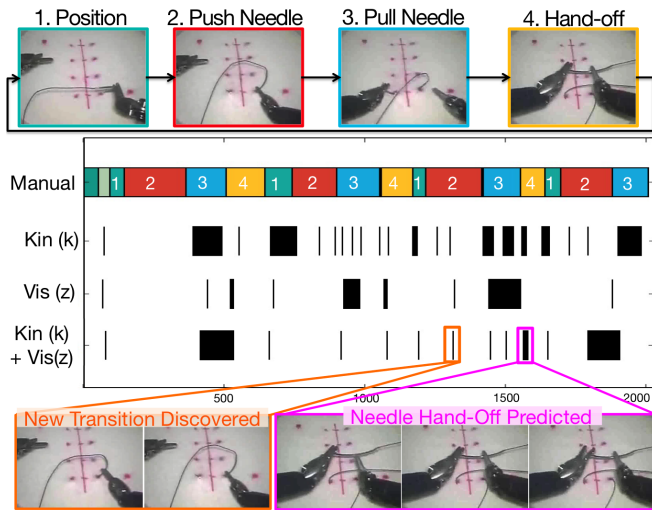 1. Position 2. Push Needle 3. Pull Needle 4. Hand-off
Manual 1 2 3 4 1 2 3 4 1 2 3 4 1 2 3
Kin (k)
Vis (z)
Kin (k)
+ Vis(z)
500 1000 1500 2000
New Transition Discovered Needle Hand-Off Predicted